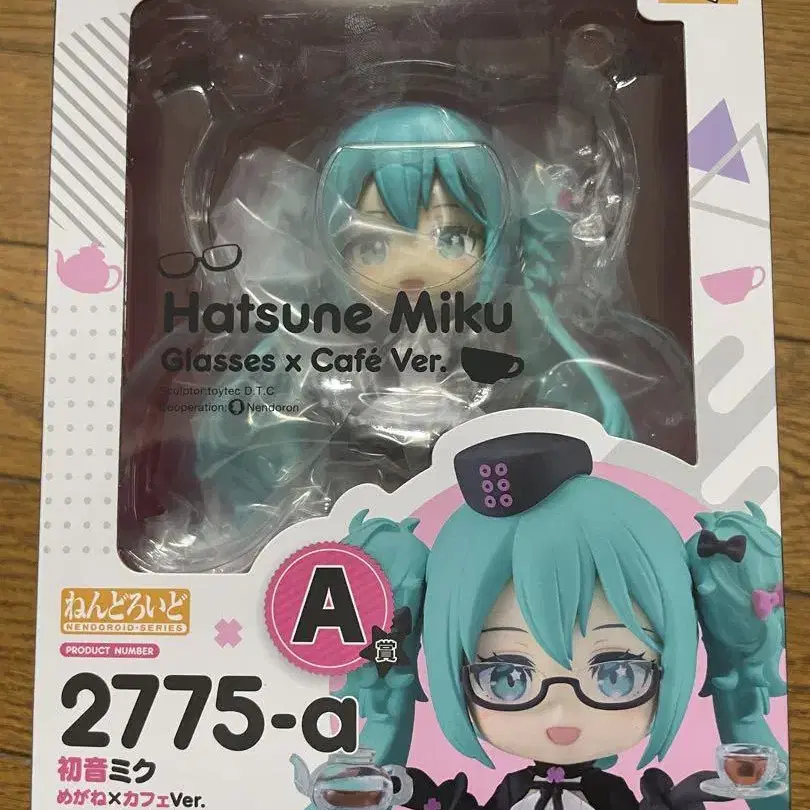 Hatsune Miku
Glasses x Café Ver.
Sculptor:toytec D.T.C
Cooperation: Nendoron
A
賞
ねんどろいど
NENDOROID-SERIES
PRODUCT NUMBER
2775-a
初音ミク
めがね×カフェVer.